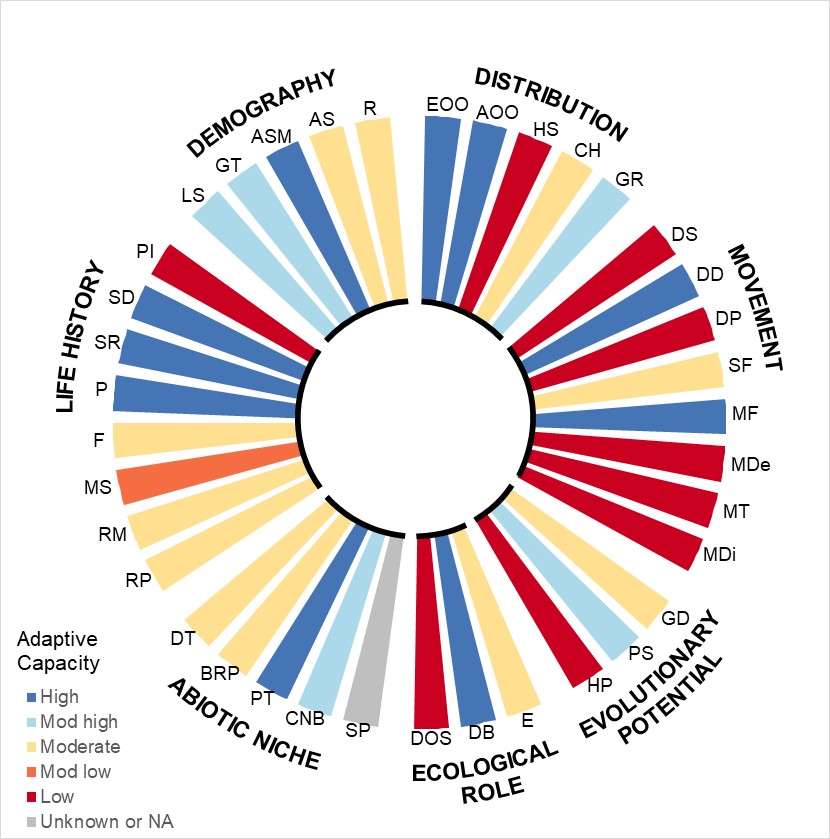 DISTRIBUTION
EOO
AOO
HS
CH
GR
MOVEMENT
DS
DD
DP
SF
MF
MDe
MT
MDi
EVOLUTIONARY
POTENTIAL
GD
PS
HP
ECOLOGICAL
ROLE
E
DB
DOS
ABIOTIC NICHE
SP
CNB
PT
BRP
DT
LIFE HISTORY
RP
RM
MS
F
P
SR
SD
PI
DEMOGRAPHY
LS
GT
ASM
AS
R
Adaptive
Capacity
High
Mod high
Moderate
Mod low
Low
Unknown or NA